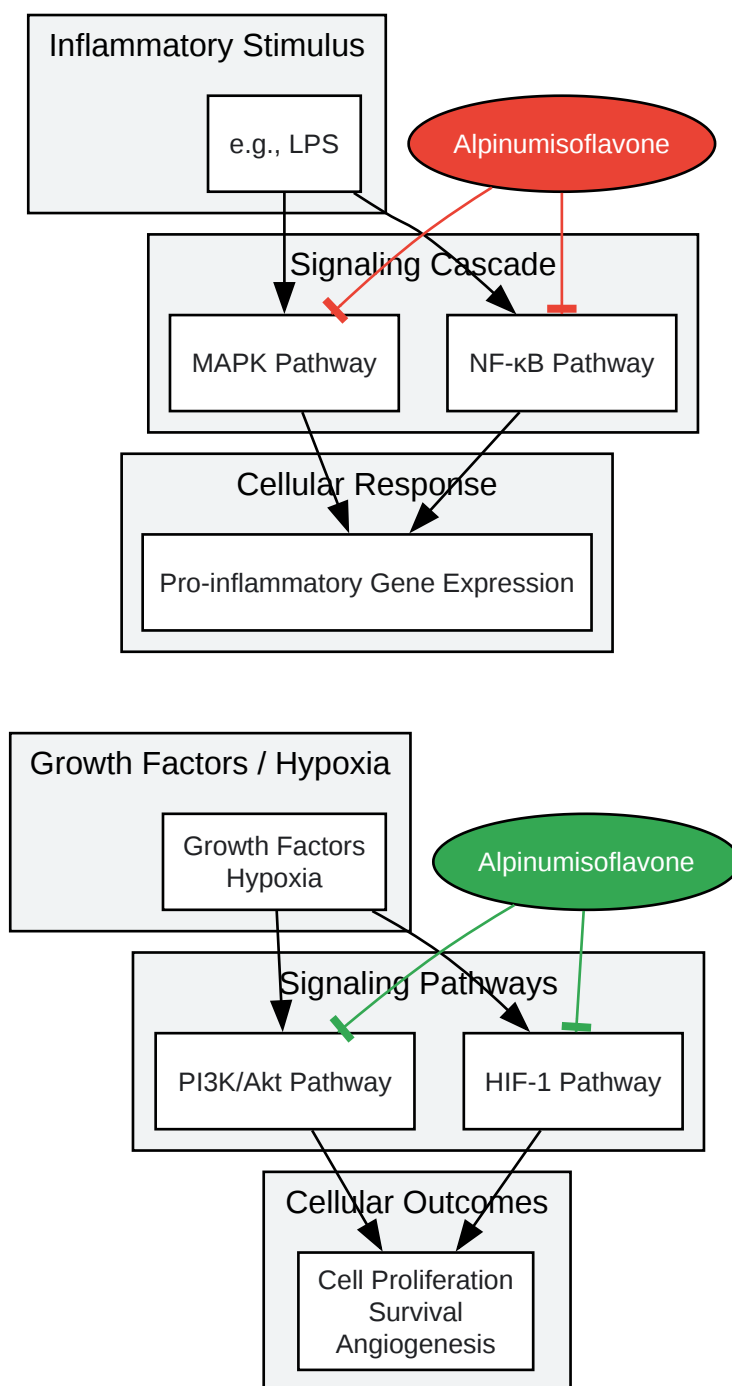 Inflammatory Stimulus
e.g., LPS
Alpinumisoflavone
Signaling Cascade
MAPK Pathway
NF-κB Pathway
Cellular Response
Pro-inflammatory Gene Expression
Growth Factors / Hypoxia
Growth Factors
Hypoxia
Alpinumisoflavone
Signaling Pathways
PI3K/Akt Pathway
HIF-1 Pathway
Cellular Outcomes
Cell Proliferation
Survival
Angiogenesis